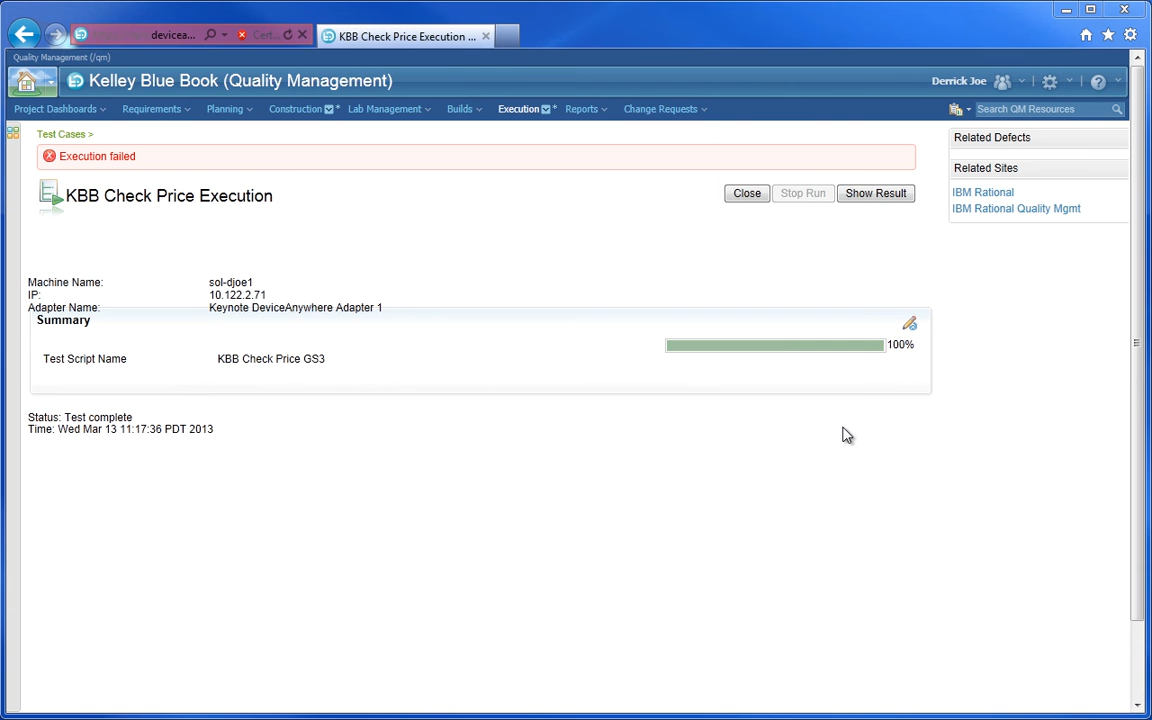 devicea...
Cert...
KBB Check Price Execution ...
Quality Management (/qm)
Kelley Blue Book (Quality Management)
Derrick Joe
Project Dashboards
Requirements
Planning
Construction *
Lab Management
Builds
Execution *
Reports
Change Requests
Search QM Resources
Test Cases >
Execution failed
KBB Check Price Execution
Close
Stop Run
Show Result
Related Defects
Related Sites
IBM Rational
IBM Rational Quality Mgmt
Machine Name: sol-djoe1
IP: 10.122.2.71
Adapter Name: Keynote DeviceAnywhere Adapter 1
Summary
Test Script Name KBB Check Price GS3
100%
Status: Test complete
Time: Wed Mar 13 11:17:36 PDT 2013